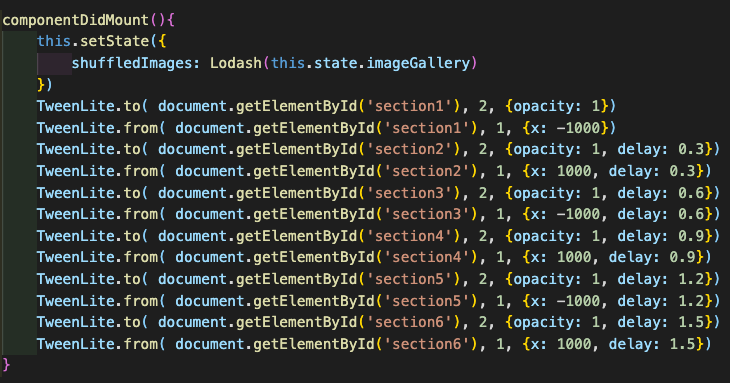 componentDidMount(){
this.setState({
shuffledImages: Lodash(this.state.imageGallery)
})
TweenLite.to( document.getElementById('section1'), 2, {opacity: 1})
TweenLite.from( document.getElementById('section1'), 1, {x: -1000})
TweenLite.to( document.getElementById('section2'), 2, {opacity: 1, delay: 0.3})
TweenLite.from( document.getElementById('section2'), 1, {x: 1000, delay: 0.3})
TweenLite.to( document.getElementById('section3'), 2, {opacity: 1, delay: 0.6})
TweenLite.from( document.getElementById('section3'), 1, {x: -1000, delay: 0.6})
TweenLite.to( document.getElementById('section4'), 2, {opacity: 1, delay: 0.9})
TweenLite.from( document.getElementById('section4'), 1, {x: 1000, delay: 0.9})
TweenLite.to( document.getElementById('section5'), 2, {opacity: 1, delay: 1.2})
TweenLite.from( document.getElementById('section5'), 1, {x: -1000, delay: 1.2})
TweenLite.to( document.getElementById('section6'), 2, {opacity: 1, delay: 1.5})
TweenLite.from( document.getElementById('section6'), 1, {x: 1000, delay: 1.5})
}